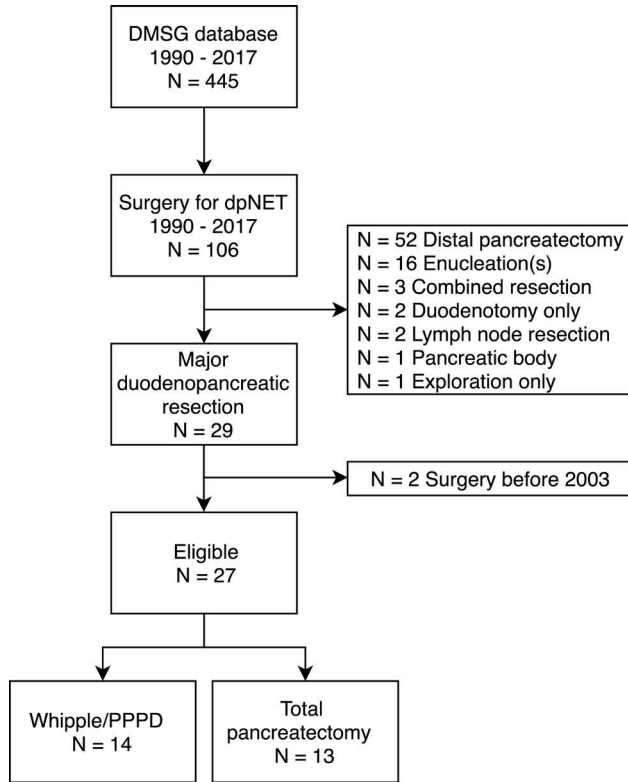 DMSG database
1990 - 2017
N = 445
Surgery for dpNET
1990 - 2017
N = 106
N = 52 Distal pancreatectomy
N = 16 Enucleation(s)
N = 3 Combined resection
N = 2 Duodenotomy only
N = 2 Lymph node resection
N = 1 Pancreatic body
N = 1 Exploration only
Major
duodenopancreatic
resection
N = 29
N = 2 Surgery before 2003
Eligible
N = 27
Whipple/PPPD
N = 14
Total
pancreatectomy
N = 13